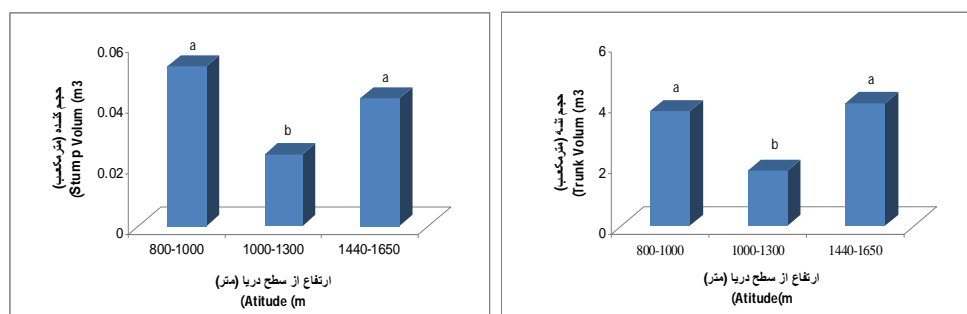 0.06
0.04
0.02
0
a
b
a
حجم کنده (مترمکعب)
(Stump Volum (m3
800-1000
1000-1300
1440-1650
ارتفاع از سطح دریا (متر)
(Atitude (m
6
4
2
0
a
b
a
حجم تنه (مترمکعب)
(Trunk Volum (m3
800-1000
1000-1300
1440-1650
ارتفاع از سطح دریا (متر)
(Atitude(m